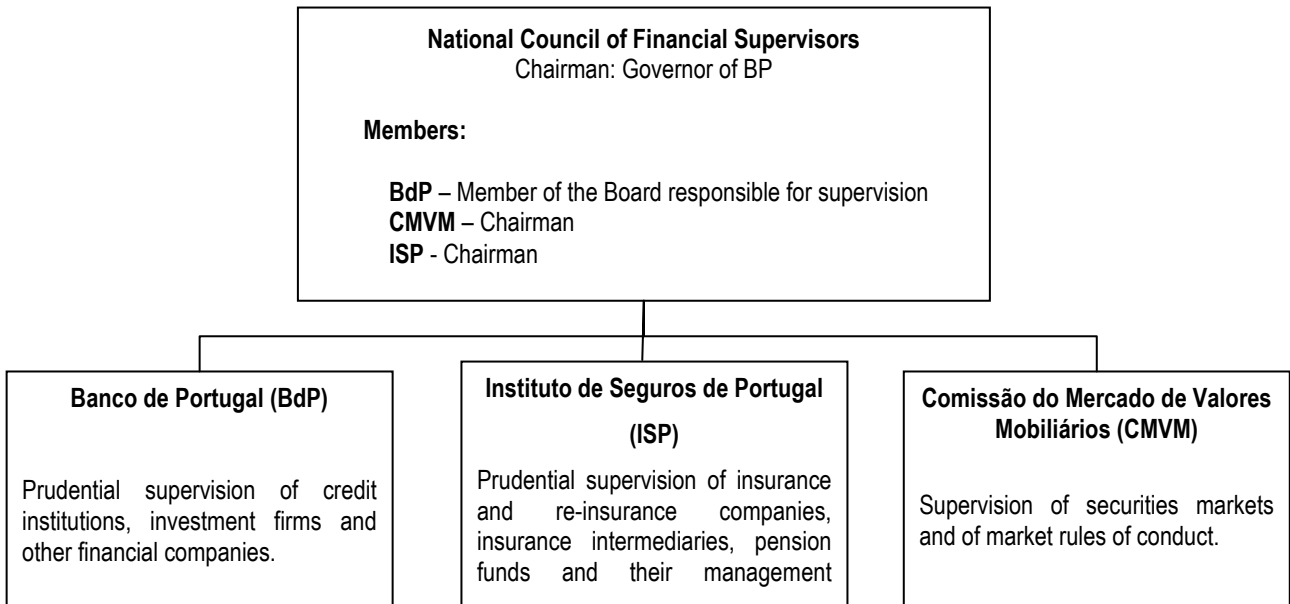 National Council of Financial Supervisors
Chairman: Governor of BP
Members:
BdP – Member of the Board responsible for supervision
CMVM – Chairman
ISP - Chairman
Banco de Portugal (BdP)
Prudential supervision of credit
institutions, investment firms and
other financial companies.
Instituto de Seguros de Portugal
(ISP)
Prudential supervision of insurance
and re-insurance companies,
insurance intermediaries, pension
funds and their management
Comissão do Mercado de Valores
Mobiliários (CMVM)
Supervision of securities markets
and of market rules of conduct.